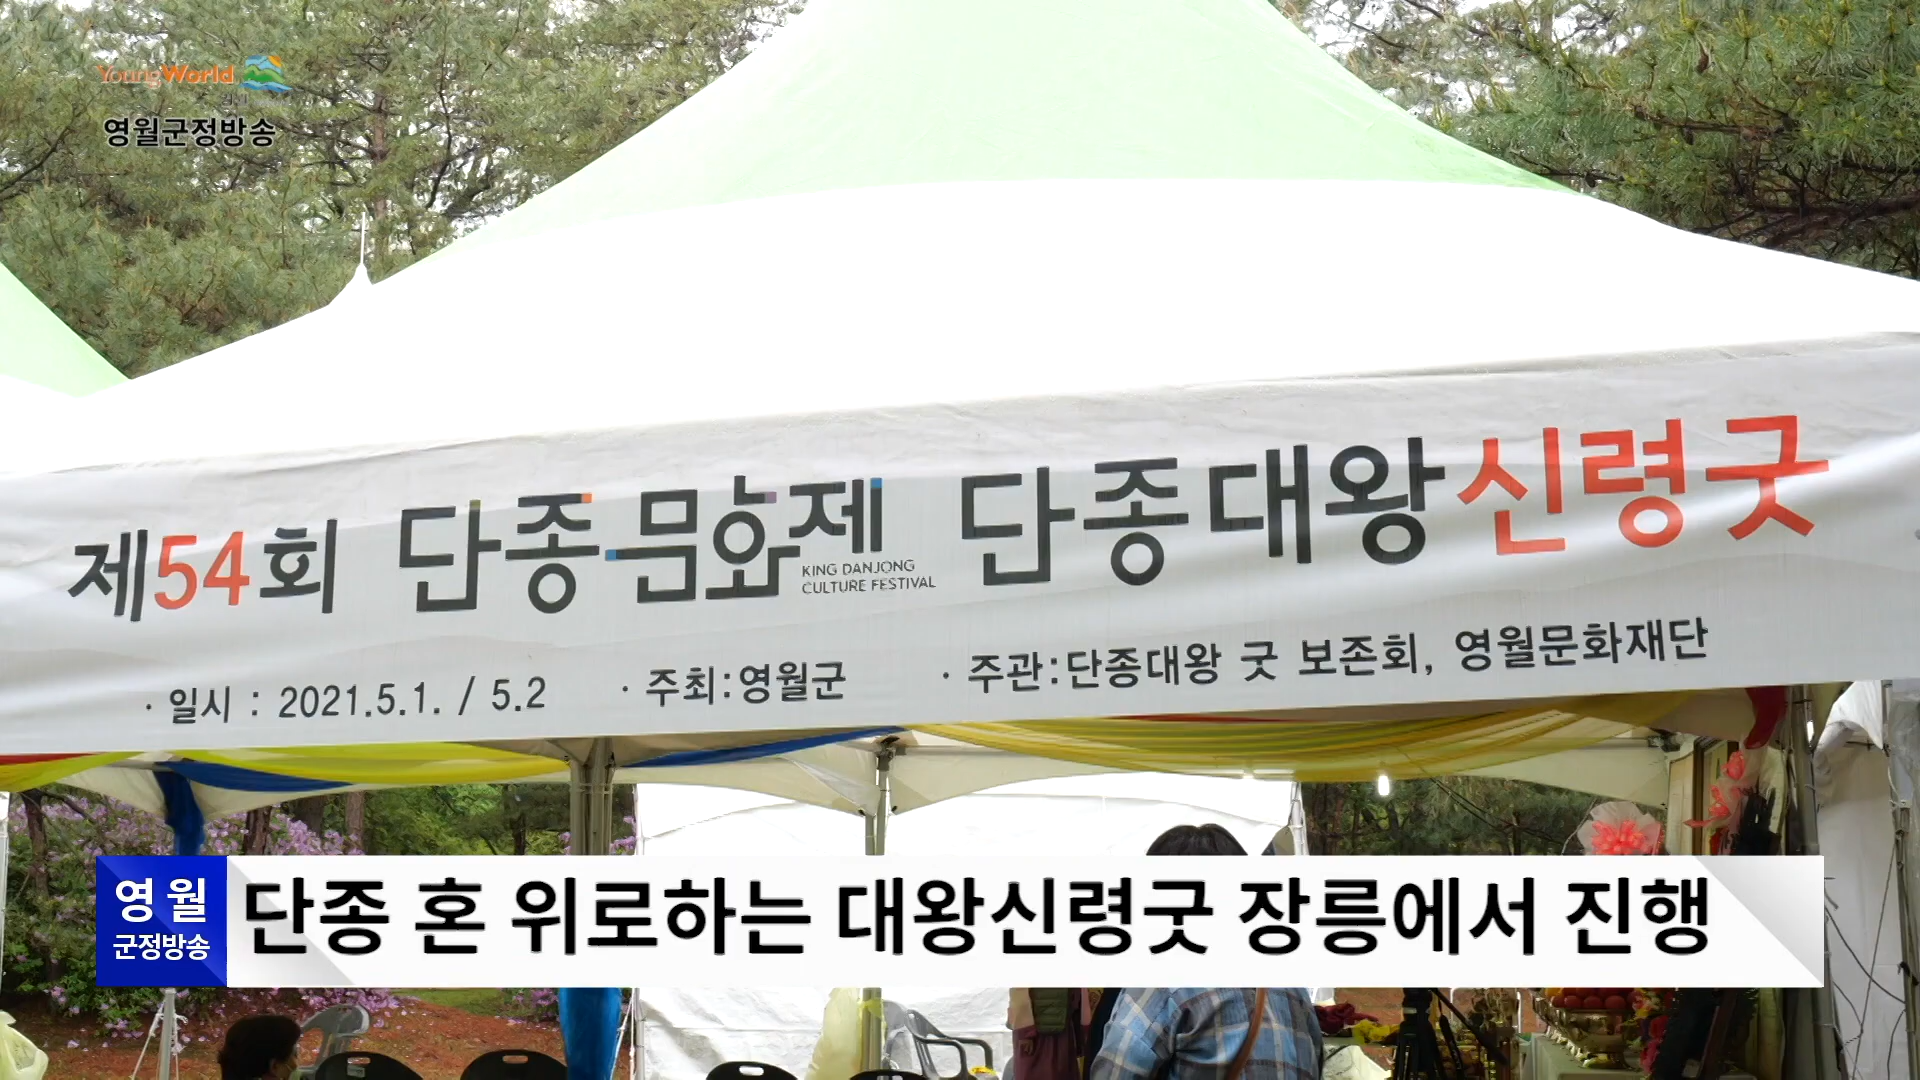 YoungWorld
영월군정방송
제54회 단종문화제 단종대왕신령굿
KING DANJONG
CULTURE FESTIVAL
· 일시 : 2021.5.1. / 5.2 · 주최:영월군 · 주관:단종대왕 굿 보존회, 영월문화재단
영월
군정방송
단종 혼 위로하는 대왕신령굿 장릉에서 진행